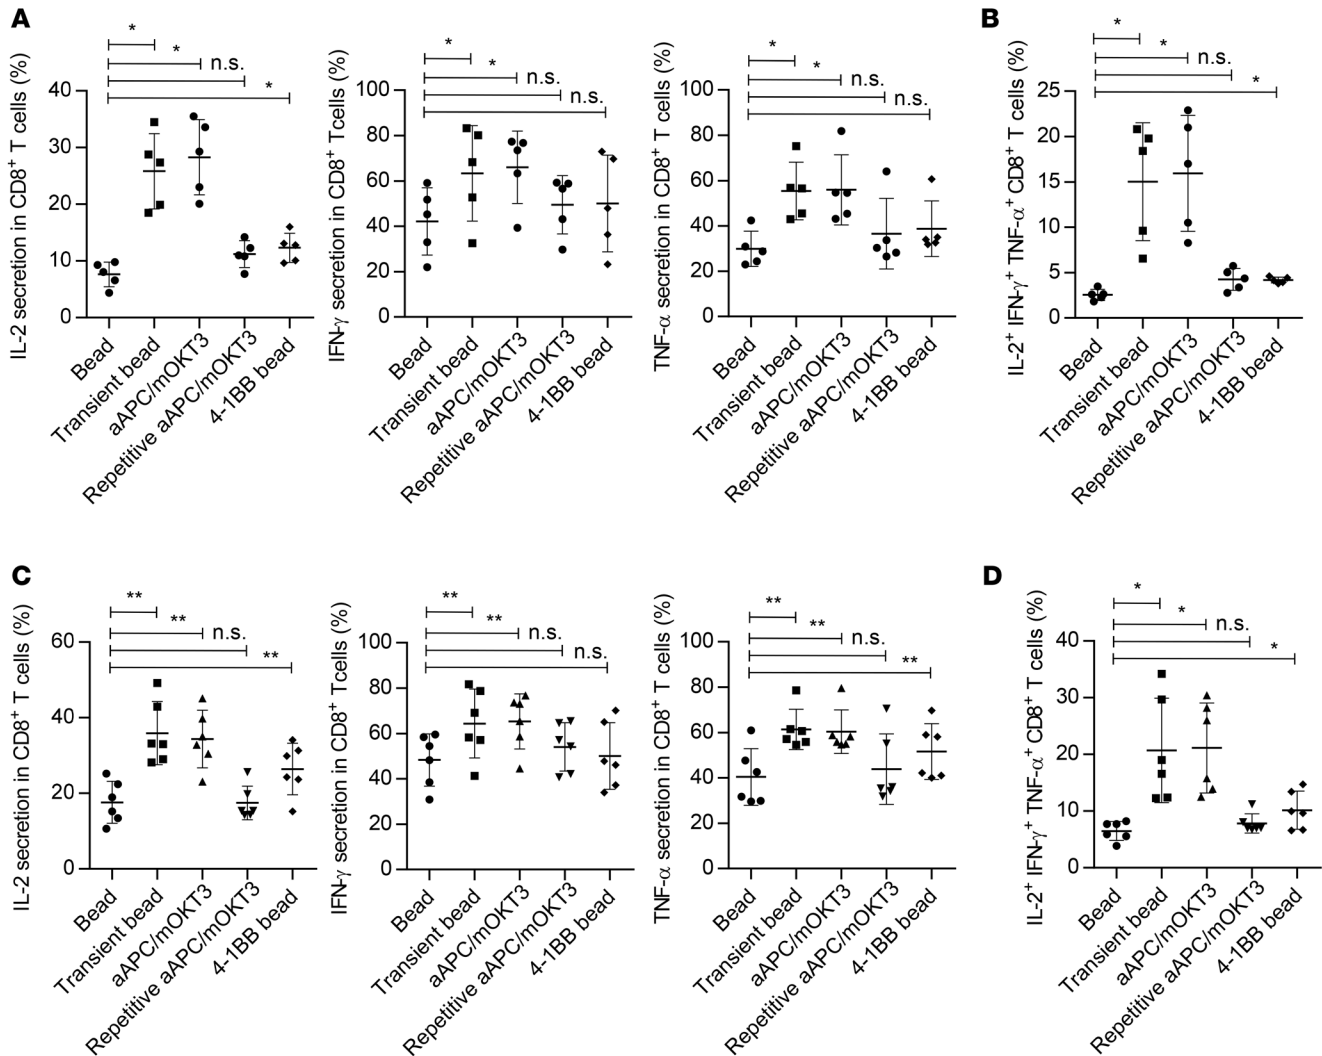 A
IL-2 secretion in CD8+ T cells (%)
40
30
20
10
0
*
*
n.s.
*
Bead
Transient bead
aAPC/mOKT3
Repetitive aAPC/mOKT3
4-1BB bead
IFN-γ secretion in CD8+ Tcells (%)
100
80
60
40
20
0
*
*
n.s.
n.s.
Bead
Transient bead
aAPC/mOKT3
Repetitive aAPC/mOKT3
4-1BB bead
TNF-α secretion in CD8+ T cells (%)
100
80
60
40
20
0
*
*
n.s.
n.s.
Bead
Transient bead
aAPC/mOKT3
Repetitive aAPC/mOKT3
4-1BB bead
B
IL-2+ IFN-γ+ TNF-α+ CD8+ T cells (%)
25
20
15
10
5
0
*
*
n.s.
*
Bead
Transient bead
aAPC/mOKT3
Repetitive aAPC/mOKT3
4-1BB bead
C
IL-2 secretion in CD8+ T cells (%)
60
40
20
0
**
**
n.s.
**
Bead
Transient bead
aAPC/mOKT3
Repetitive aAPC/mOKT3
4-1BB bead
IFN-γ secretion in CD8+ Tcells (%)
100
80
60
40
20
0
**
**
n.s.
n.s.
Bead
Transient bead
aAPC/mOKT3
Repetitive aAPC/mOKT3
4-1BB bead
TNF-α secretion in CD8+ T cells (%)
100
80
60
40
20
0
**
**
n.s.
**
Bead
Transient bead
aAPC/mOKT3
Repetitive aAPC/mOKT3
4-1BB bead
D
IL-2+ IFN-γ+ TNF-α+ CD8+ T cells (%)
40
30
20
10
0
*
*
n.s.
*
Bead
Transient bead
aAPC/mOKT3
Repetitive aAPC/mOKT3
4-1BB bead